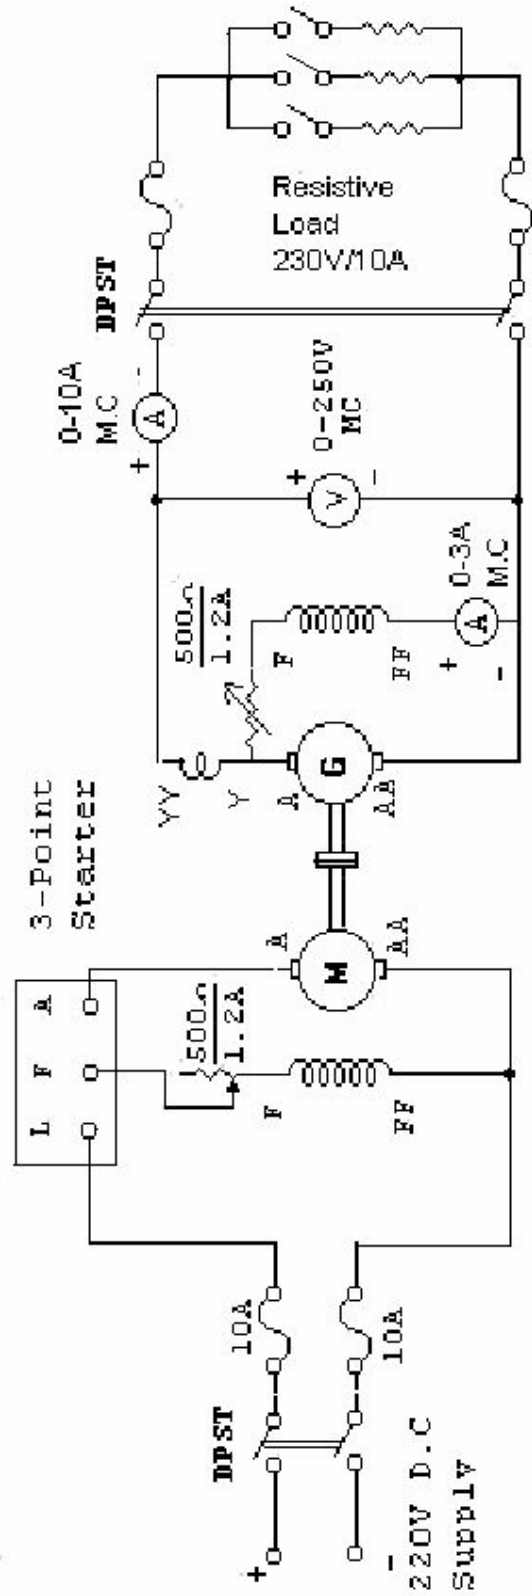 3-Point
Starter
L F A
500Ω
1.2A
F
FF
A
M
AA
DPST
10A
10A
+
-
220V D.C
Supply
YY
Y
A
G
AA
500Ω
1.2A
F
FF
+
A
-
0-3A
M.C
+
V
-
0-250V
MC
0-10A
M.C
+
A
-
DPST
Resistive
Load
230V/10A